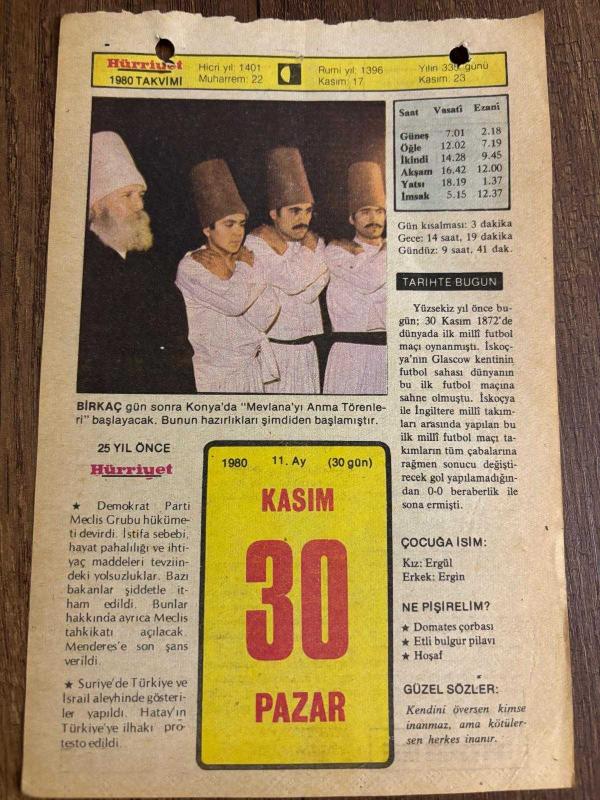 Hürriyet
1980 TAKVİMİ
Hicri yıl: 1401
Muharrem: 22
Rumi yıl: 1396
Kasım: 17
Yılın 335. günü
Kasım: 23
Saat Vasatî Ezanî
Güneş 7.01 2.18
Öğle 12.02 7.19
İkindi 14.28 9.45
Akşam 16.42 12.00
Yatsı 18.19 1.37
İmsak 5.15 12.37
Gün kısalması: 3 dakika
Gece: 14 saat, 19 dakika
Gündüz: 9 saat, 41 dak.
BİRKAÇ gün sonra Konya'da "Mevlana'yı Anma Törenle-
ri" başlayacak. Bunun hazırlıkları şimdiden başlamıştır.
TARİHTE BUGÜN
Yüzsekiz yıl önce bu-
gün; 30 Kasım 1872'de
dünyada ilk millî futbol
maçı oynanmıştı. İskoç-
ya'nın Glascow kentinin
futbol sahası dünyanın
bu ilk futbol maçına
sahne olmuştu. İskoçya
ile İngiltere millî takım-
ları arasında yapılan bu
ilk millî futbol maçı ta-
kımların tüm çabalarına
rağmen sonucu değişti-
recek gol yapılamadığın-
dan 0-0 beraberlik ile
sona ermişti.
25 YIL ÖNCE
Hürriyet
★ Demokrat Parti
Meclis Grubu hüküme-
ti devirdi. İstifa sebebi,
hayat pahalılığı ve ihti-
yaç maddeleri tevziin-
deki yolsuzluklar. Bazı
bakanlar şiddetle it-
ham edildi. Bunlar
hakkında ayrıca Meclis
tahkikatı açılacak.
Menderes'e son şans
verildi.
★ Suriye'de Türkiye ve
İsrail aleyhinde gösteri-
ler yapıldı. Hatay'ın
Türkiye'ye ilhakı pro-
testo edildi.
1980 11. Ay (30 gün)
KASIM
30
PAZAR
ÇOCUĞA İSİM:
Kız: Ergül
Erkek: Ergin
NE PİŞİRELİM?
★ Domates çorbası
★ Etli bulgur pilavı
★ Hoşaf
GÜZEL SÖZLER:
Kendini översen kimse
inanmaz, ama kötüler-
sen herkes inanır.